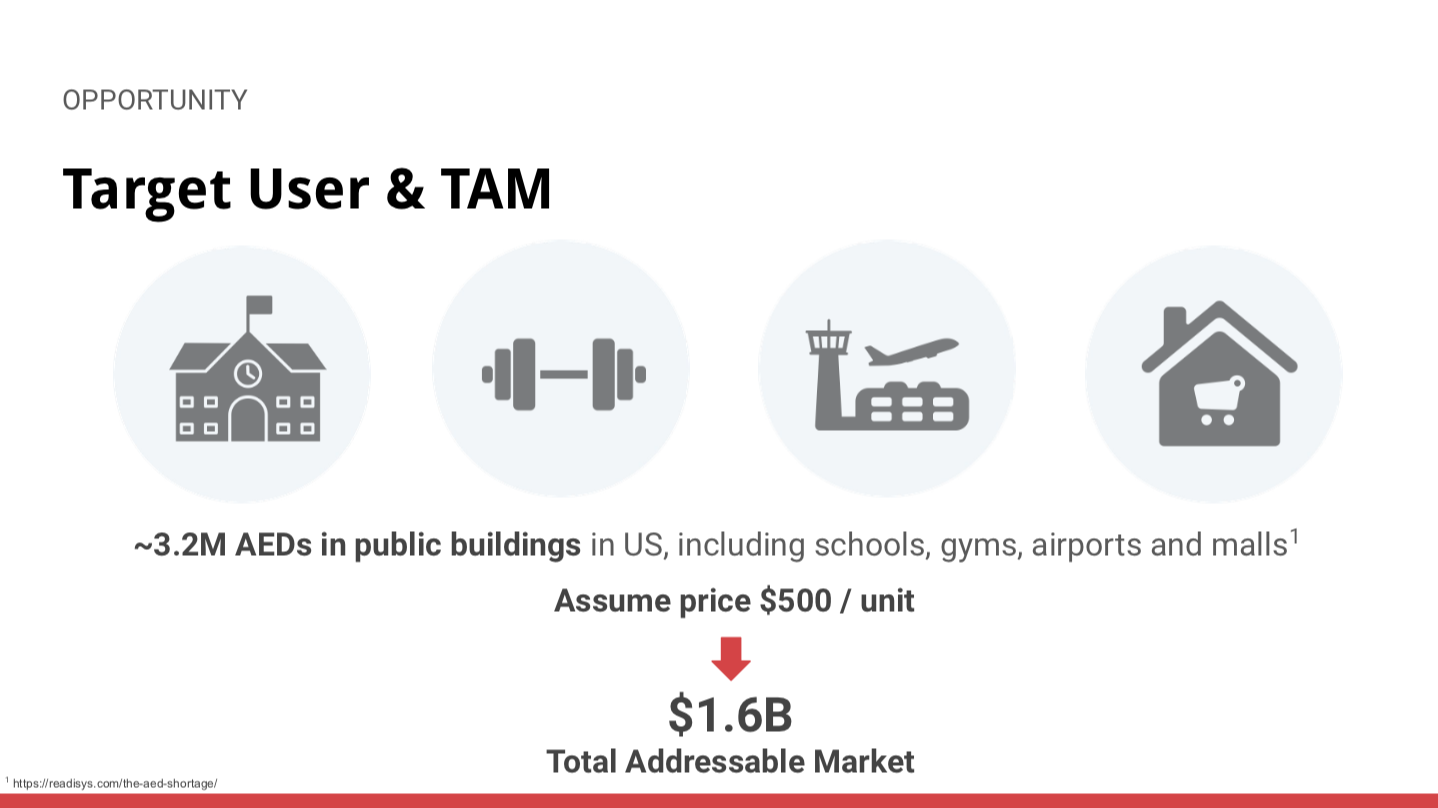 OPPORTUNITY
Target User & TAM
~3.2M AEDs in public buildings in US, including schools, gyms, airports and malls¹
Assume price $500 / unit
$1.6B
Total Addressable Market
¹ https://readisys.com/the-aed-shortage/